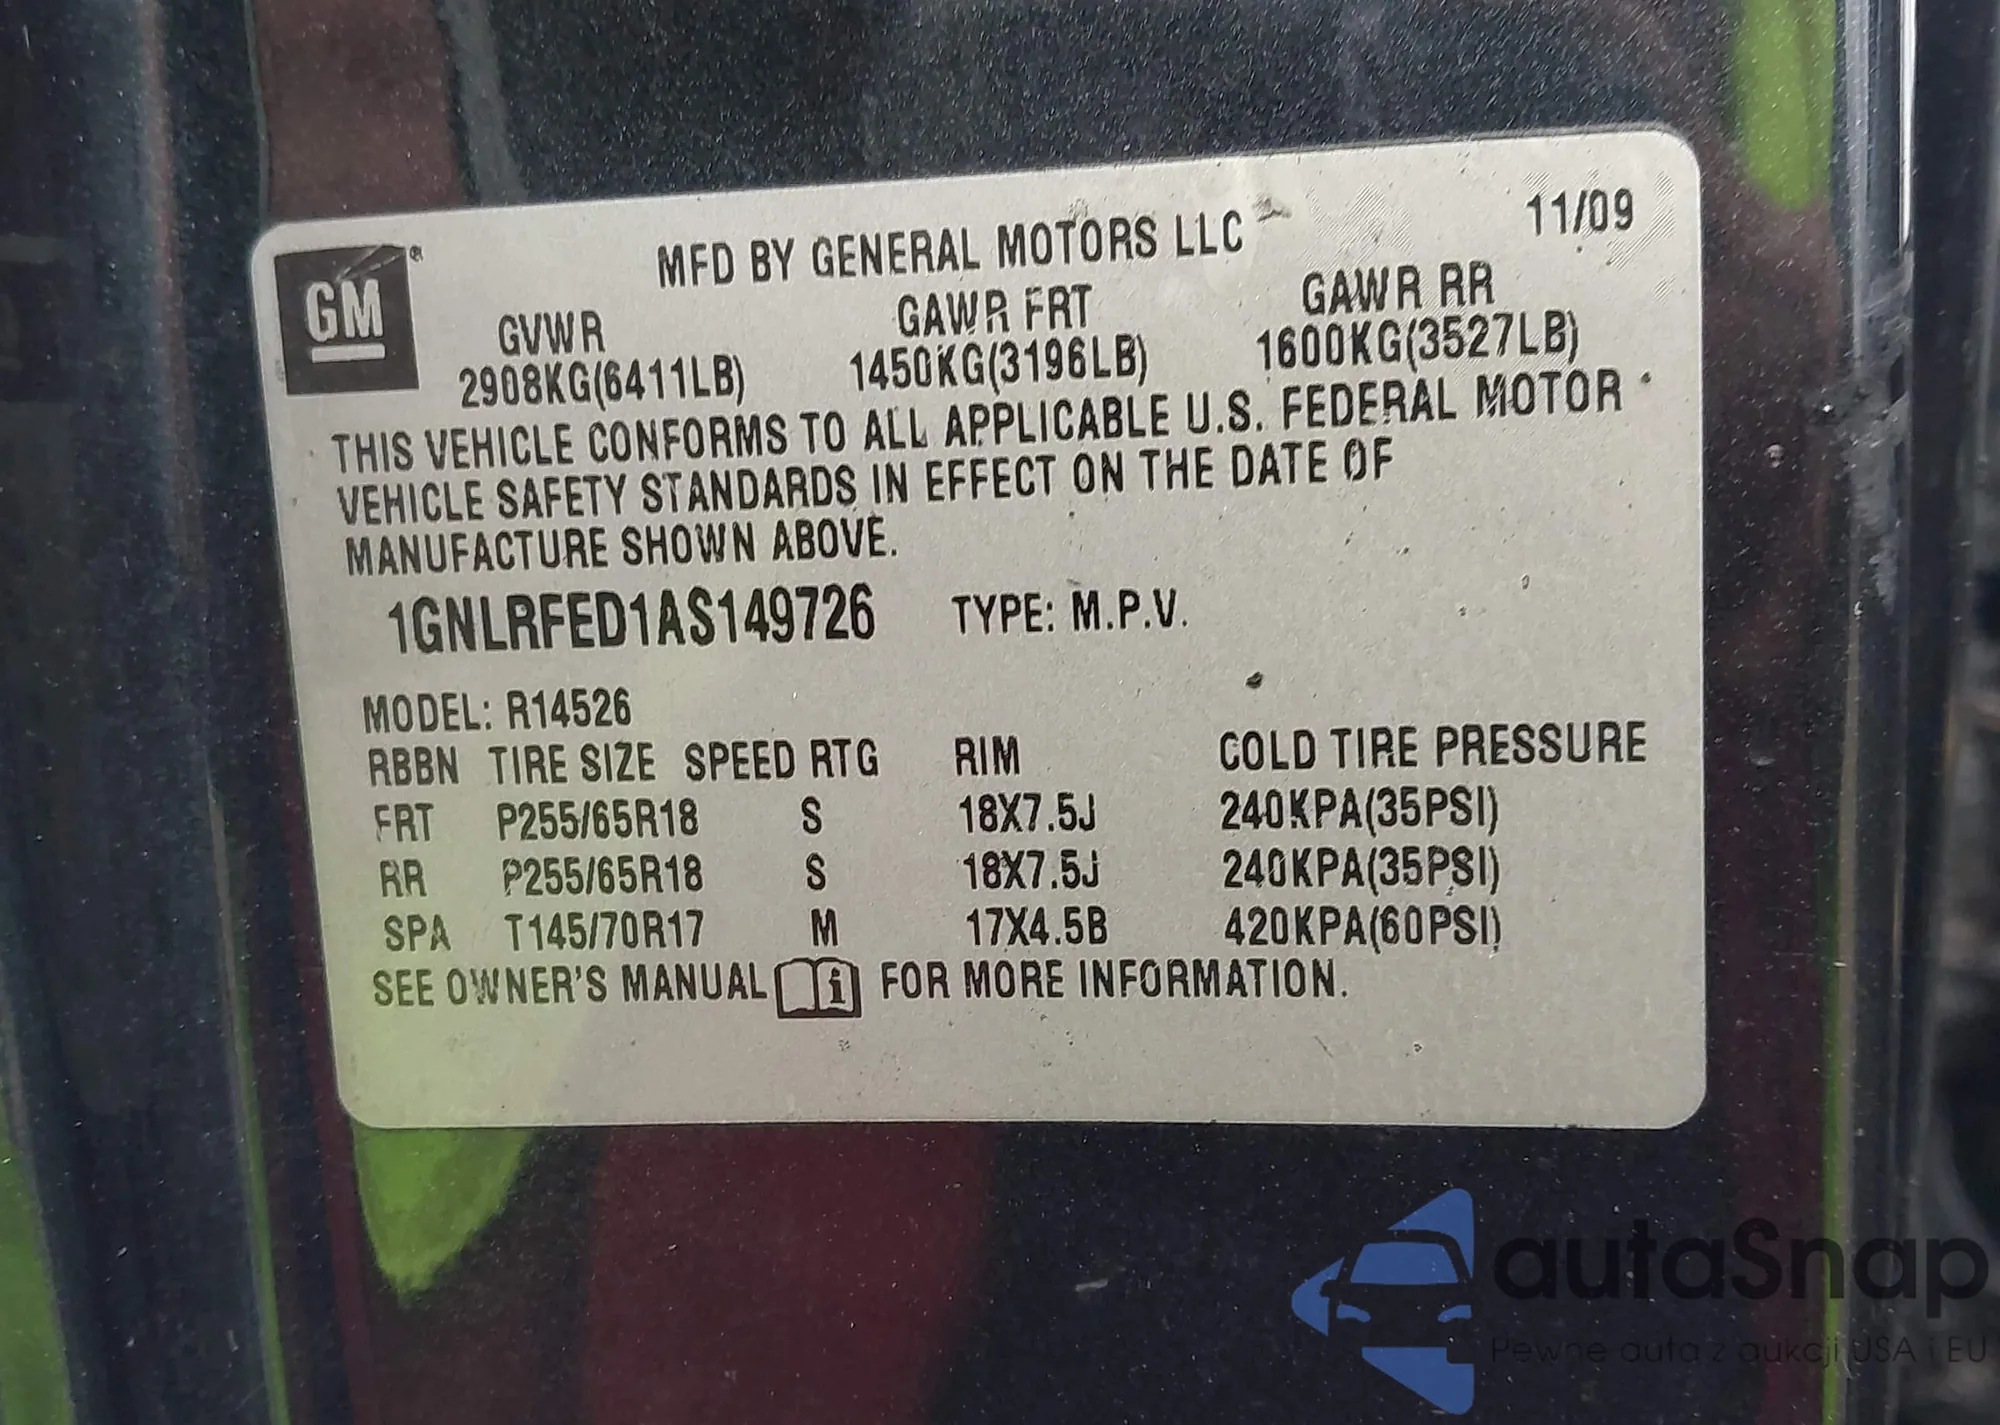 GM ®
MFD BY GENERAL MOTORS LLC 11/09
GVWR GAWR FRT GAWR RR
2908KG(6411LB) 1450KG(3196LB) 1600KG(3527LB)
THIS VEHICLE CONFORMS TO ALL APPLICABLE U.S. FEDERAL MOTOR
VEHICLE SAFETY STANDARDS IN EFFECT ON THE DATE OF
MANUFACTURE SHOWN ABOVE.
1GNLRFED1AS149726 TYPE: M.P.V.
MODEL: R14526
RBBN TIRE SIZE SPEED RTG RIM COLD TIRE PRESSURE
FRT P255/65R18 S 18X7.5J 240KPA(35PSI)
RR P255/65R18 S 18X7.5J 240KPA(35PSI)
SPA T145/70R17 M 17X4.5B 420KPA(60PSI)
SEE OWNER'S MANUAL i FOR MORE INFORMATION.
autaSnap
Pewne auta z aukcji USA i EU